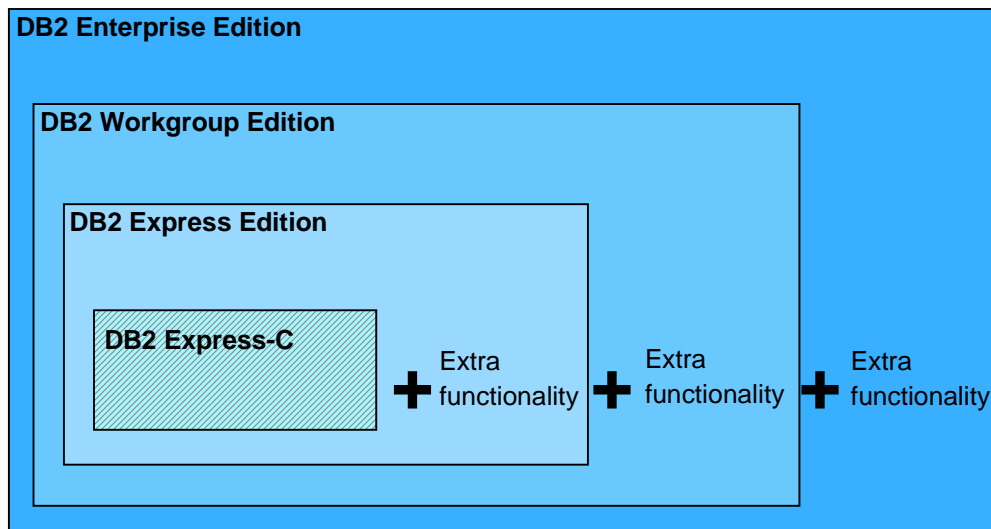 DB2 Enterprise Edition
DB2 Workgroup Edition
DB2 Express Edition
DB2 Express-C
Extra
functionality
Extra
functionality
Extra
functionality